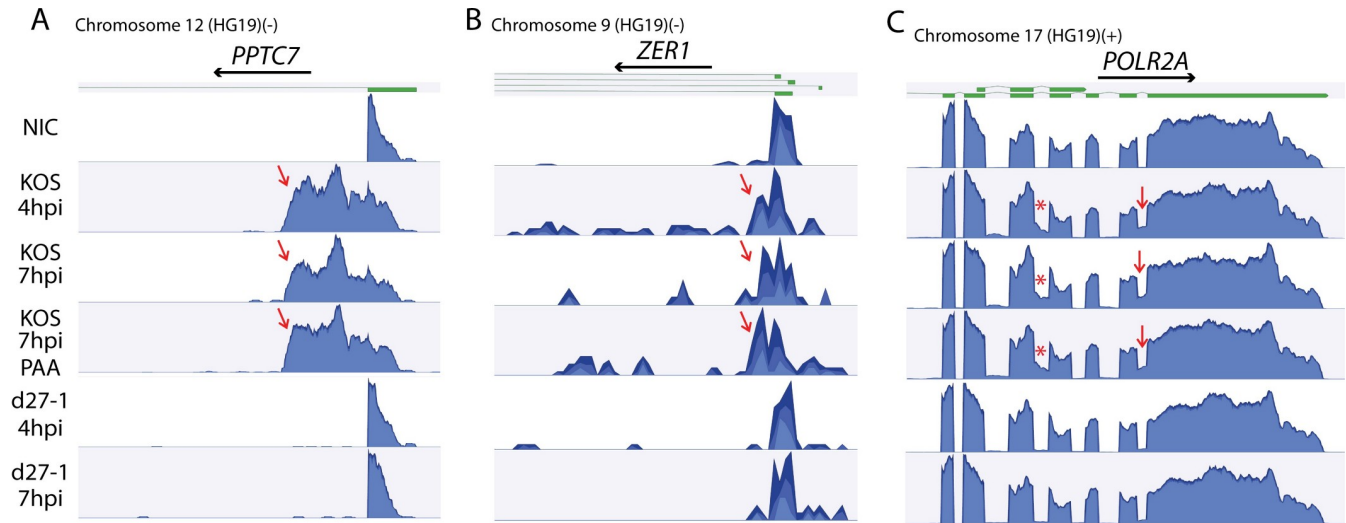 A Chromosome 12 (HG19)(-)
PPTC7
B Chromosome 9 (HG19)(-)
ZER1
C Chromosome 17 (HG19)(+)
POLR2A
NIC
KOS
4hpi
*
KOS
7hpi
*
KOS
7hpi
PAA
*
d27-1
4hpi
d27-1
7hpi